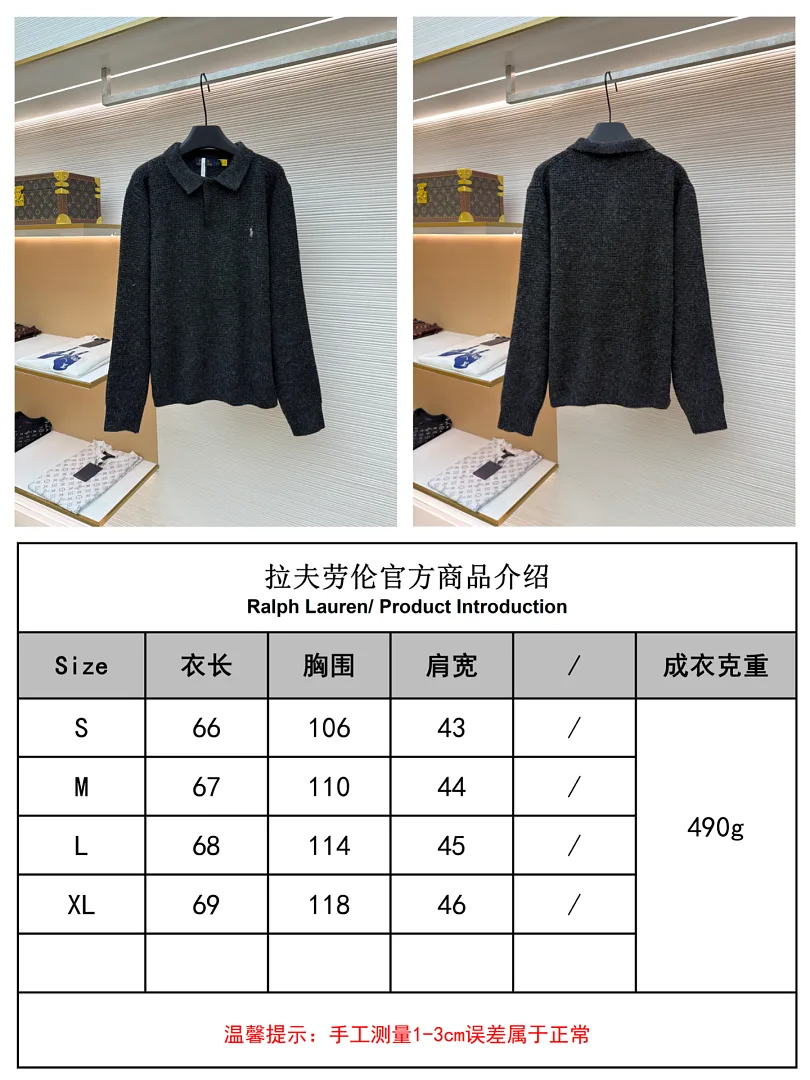 拉夫劳伦官方商品介绍
Ralph Lauren/ Product Introduction
Size 衣长 胸围 肩宽 / 成衣克重
S 66 106 43 /
M 67 110 44 /
490g
L 68 114 45 /
XL 69 118 46 /
温馨提示：手工测量1-3cm误差属于正常